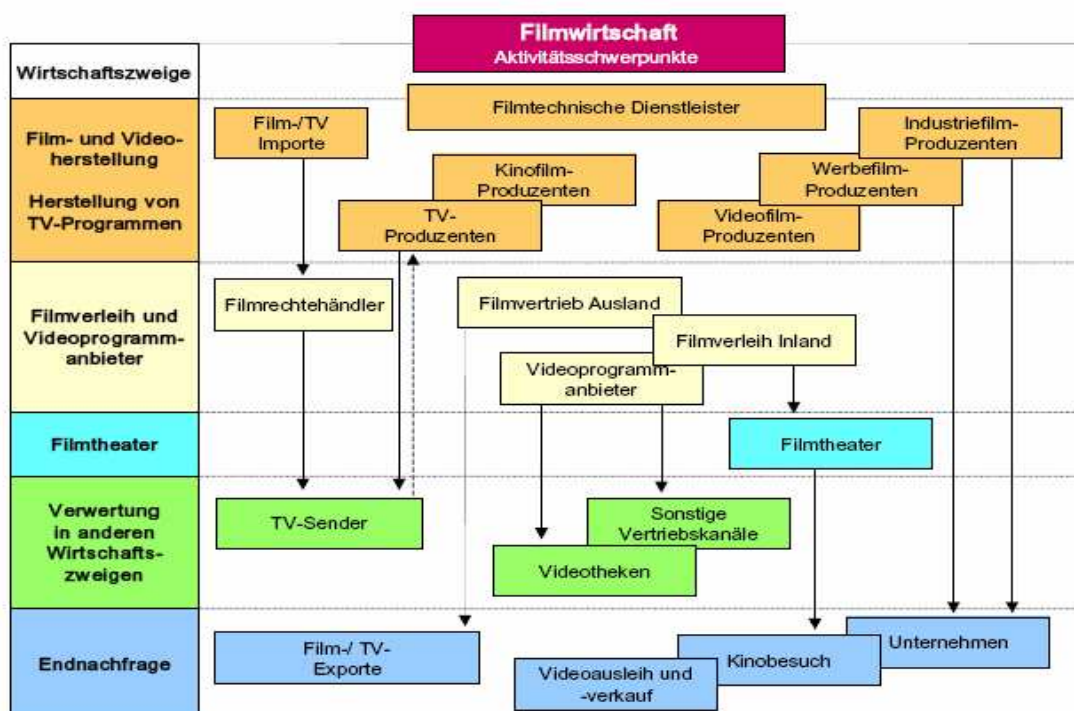 Filmwirtschaft
Aktivitätsschwerpunkte
Wirtschaftszweige
Film- und Video-
herstellung
Herstellung von
TV-Programmen
Filmtechnische Dienstleister
Film-/TV
Importe
Industriefilm-
Produzenten
Kinofilm-
Produzenten
Werbefilm-
Produzenten
TV-
Produzenten
Videofilm-
Produzenten
Filmverleih und
Videoprogramm-
anbieter
Filmrechtehändler
Filmvertrieb Ausland
Filmverleih Inland
Videoprogramm-
anbieter
Filmtheater
Filmtheater
Verwertung
in anderen
Wirtschafts-
zweigen
TV-Sender
Sonstige
Vertriebskanäle
Videotheken
Endnachfrage
Film-/ TV-
Exporte
Videoausleih und
-verkauf
Kinobesuch
Unternehmen